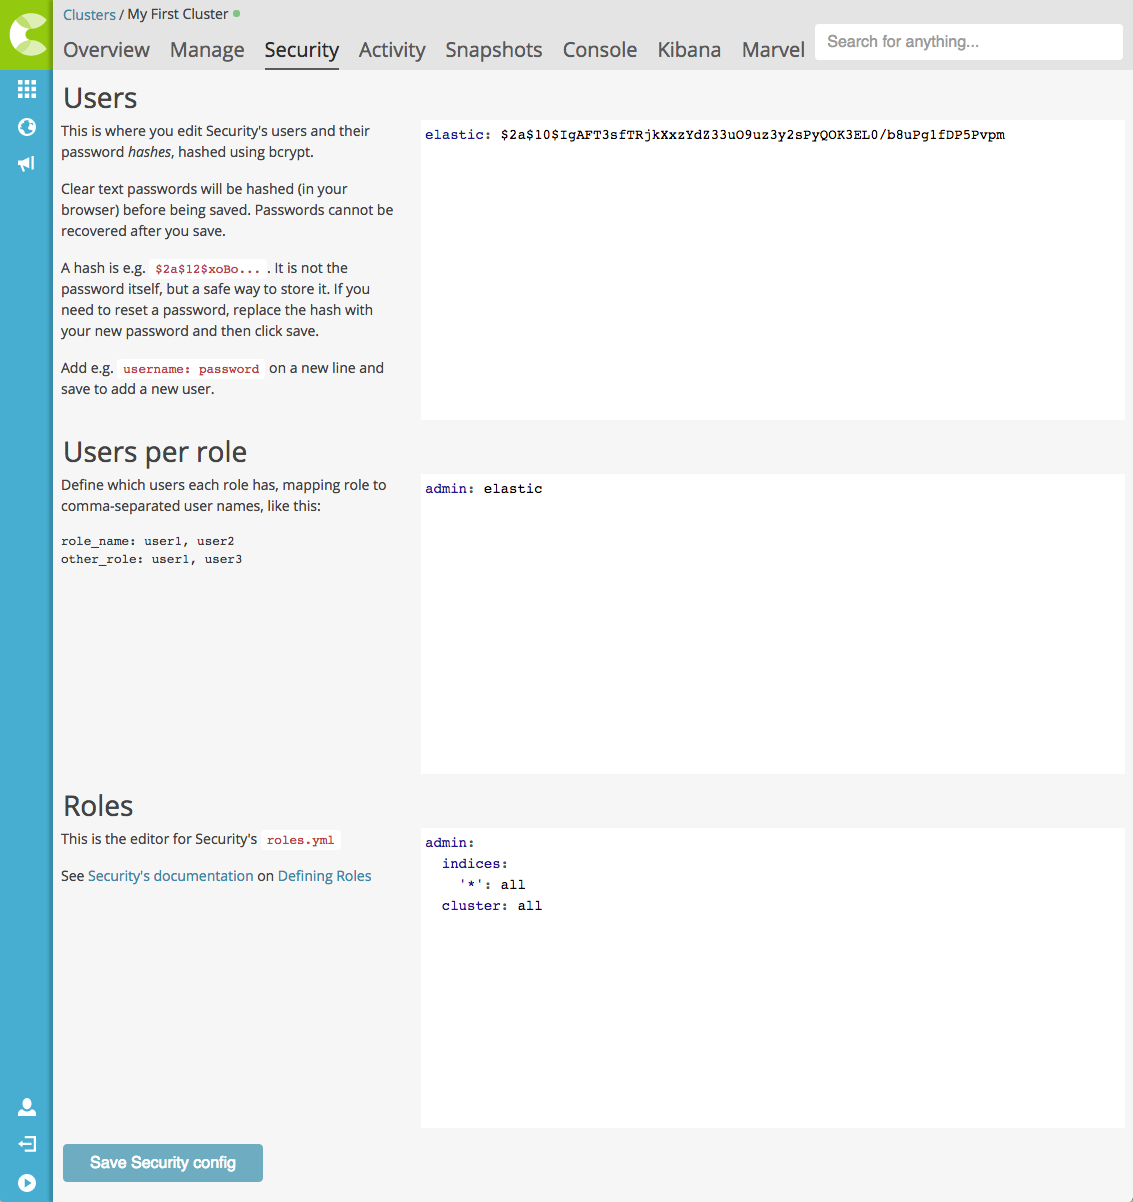 Clusters / My First Cluster
Overview Manage Security Activity Snapshots Console Kibana Marvel
Search for anything...
Users
This is where you edit Security's users and their
password hashes, hashed using bcrypt.
Clear text passwords will be hashed (in your
browser) before being saved. Passwords cannot be
recovered after you save.
A hash is e.g. $2a$12$xoBo... . It is not the
password itself, but a safe way to store it. If you
need to reset a password, replace the hash with
your new password and then click save.
Add e.g. username: password on a new line and
save to add a new user.
elastic: $2a$10$IgAFT3sfTRjkXxzYdZ33uO9uz3y2sPyQOK3EL0/b8uPg1fDP5Pvpm
Users per role
Define which users each role has, mapping role to
comma-separated user names, like this:
role_name: user1, user2
other_role: user1, user3
admin: elastic
Roles
This is the editor for Security's roles.yml
See Security's documentation on Defining Roles
admin:
indices:
'*': all
cluster: all
Save Security config